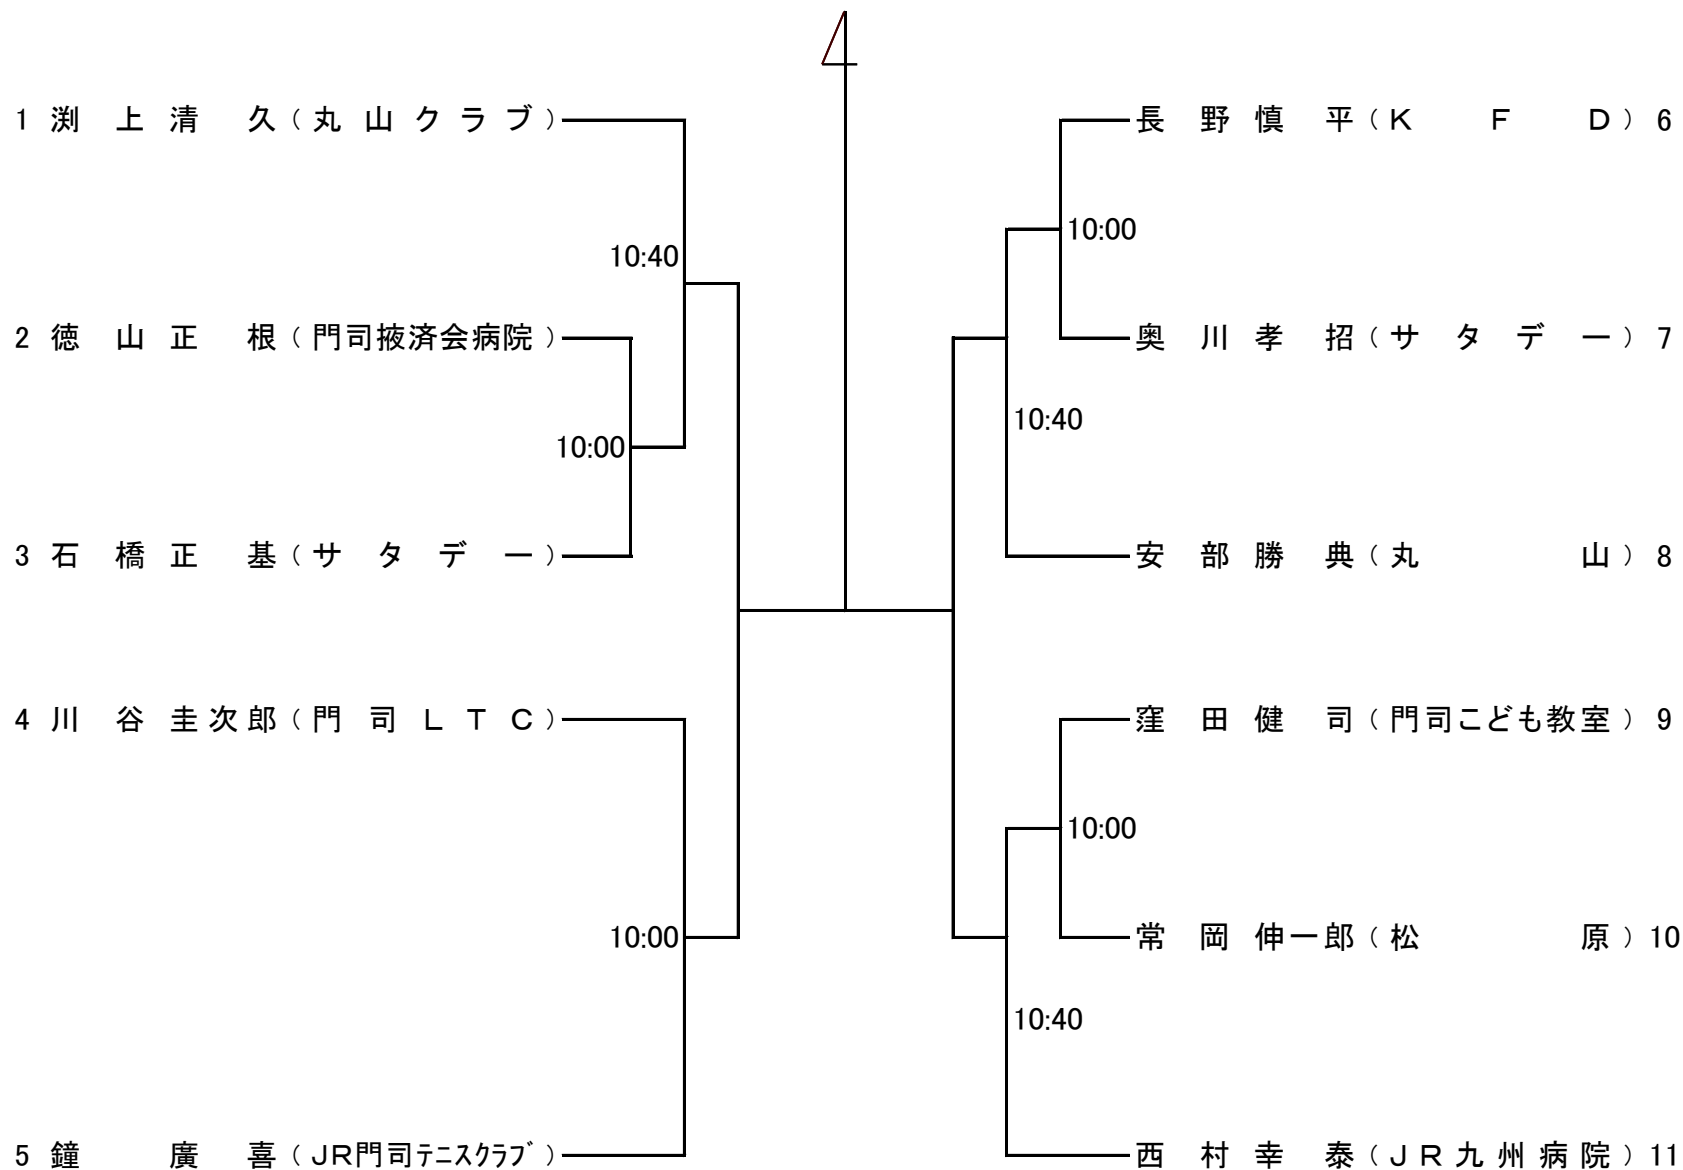 1 渕上清久（丸山クラブ）
10:40
2 徳山正根（門司掖済会病院）
10:00
3 石橋正基（サタデー）
4 川谷圭次郎（門司LTC）
10:00
5 鐘廣喜（JR門司テニスクラブ）
長野慎平（KFD）6
10:00
奥川孝招（サタデー）7
10:40
安部勝典（丸山）8
窪田健司（門司こども教室）9
10:00
常岡伸一郎（松原）10
10:40
西村幸泰（JR九州病院）11